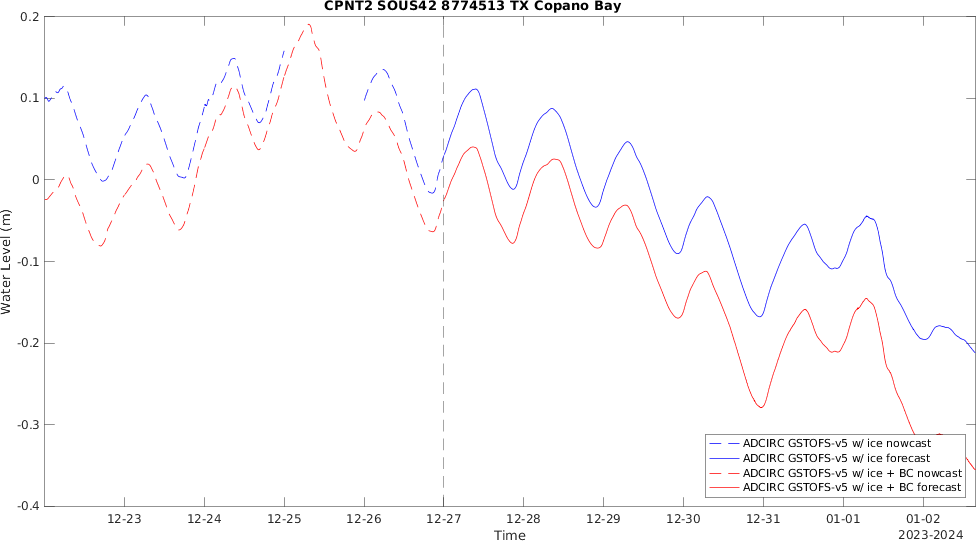 CPNT2 SOUS42 8774513 TX Copano Bay
0.2
0.1
0
-0.1
-0.2
-0.3
-0.4
Water Level (m)
12-23 12-24 12-25 12-26 12-27 12-28 12-29 12-30 12-31 01-01 01-02
2023-2024
Time
ADCIRC GSTOFS-v5 w/ ice nowcast
ADCIRC GSTOFS-v5 w/ ice forecast
ADCIRC GSTOFS-v5 w/ ice + BC nowcast
ADCIRC GSTOFS-v5 w/ ice + BC forecast